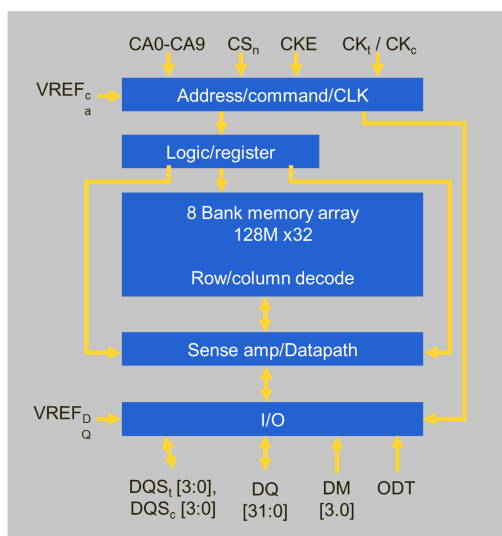 CA0-CA9 CSn CKE CKt / CKc
VREFca
Address/command/CLK
Logic/register
8 Bank memory array
128M x32
Row/column decode
Sense amp/Datapath
VREFDQ
I/O
DQSt [3:0], DQ DM ODT
DQSc [3:0] [31:0] [3.0]